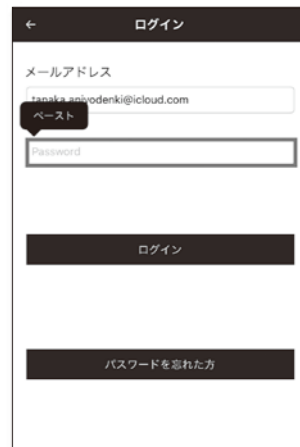 ← ログイン
メールアドレス
tanaka.aniyodenki@icloud.com
ペースト
Password
ログイン
パスワードを忘れた方